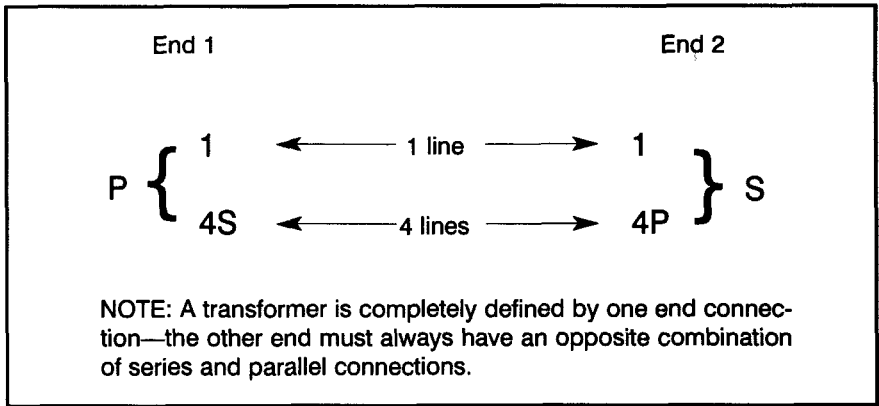 End 1 End 2
1 1 line 1
P { } S
4S 4 lines 4P
NOTE: A transformer is completely defined by one end connec-
tion—the other end must always have an opposite combination
of series and parallel connections.